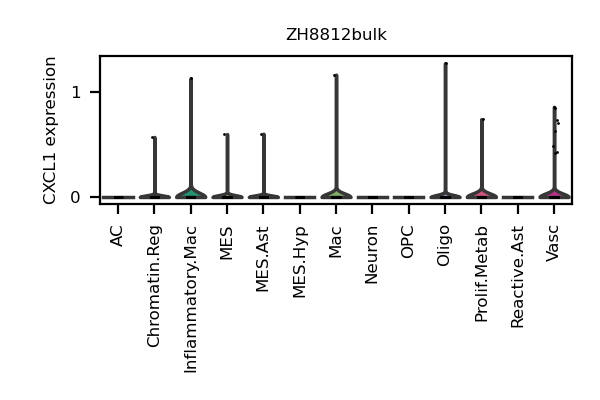 ZH8812bulk
CXCL1 expression
1
0
AC
Chromatin.Reg
Inflammatory.Mac
MES
MES.Ast
MES.Hyp
Mac
Neuron
OPC
Oligo
Prolif.Metab
Reactive.Ast
Vasc